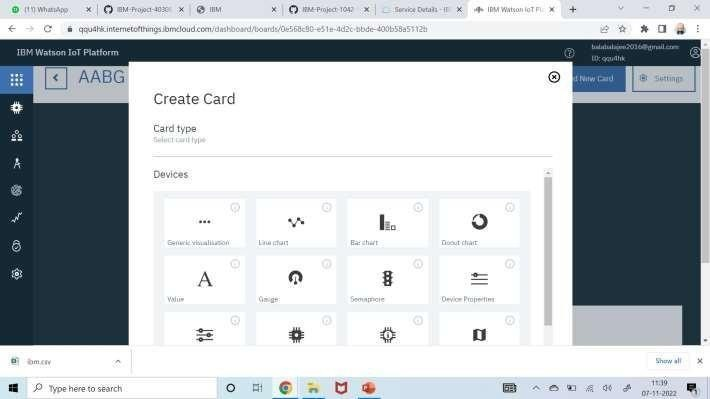 (11) WhatsApp
IBM-Project-4030
IBM
IBM-Project-1042
Service Details - IB
IBM Watson IoT Pl
qqu4hk.internetofthings.ibmcloud.com/dashboard/boards/0e568c80-e51e-4d2c-bbde-400b58a5112b
IBM Watson IoT Platform
balabalajee2016@gmail.com
ID: qqu4hk
AABG
d New Card
Settings
Create Card
Card type
Select card type
Devices
Generic visualisation
Line chart
Bar chart
Donut chart
Value
Gauge
Semaphore
Device Properties
ibm.csv
Show all
Type here to search
11:39
07-11-2022